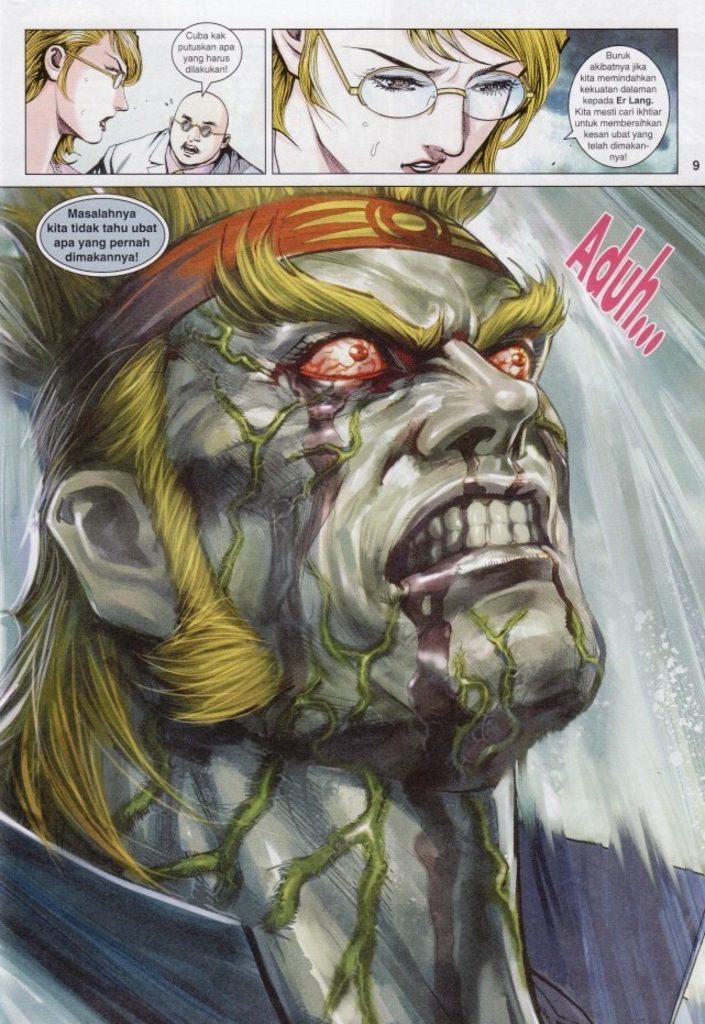 Cuba kak
putuskan apa
yang harus
dilakukan!
Buruk
akibatnya jika
kita memindahkan
kekuatan dalaman
kepada Er Lang.
Kita mesti cari ikhtiar
untuk membersihkan
kesan ubat yang
telah dimakan-
nya!
9
Masalahnya
kita tidak tahu ubat
apa yang pernah
dimakannya!
Aduh...